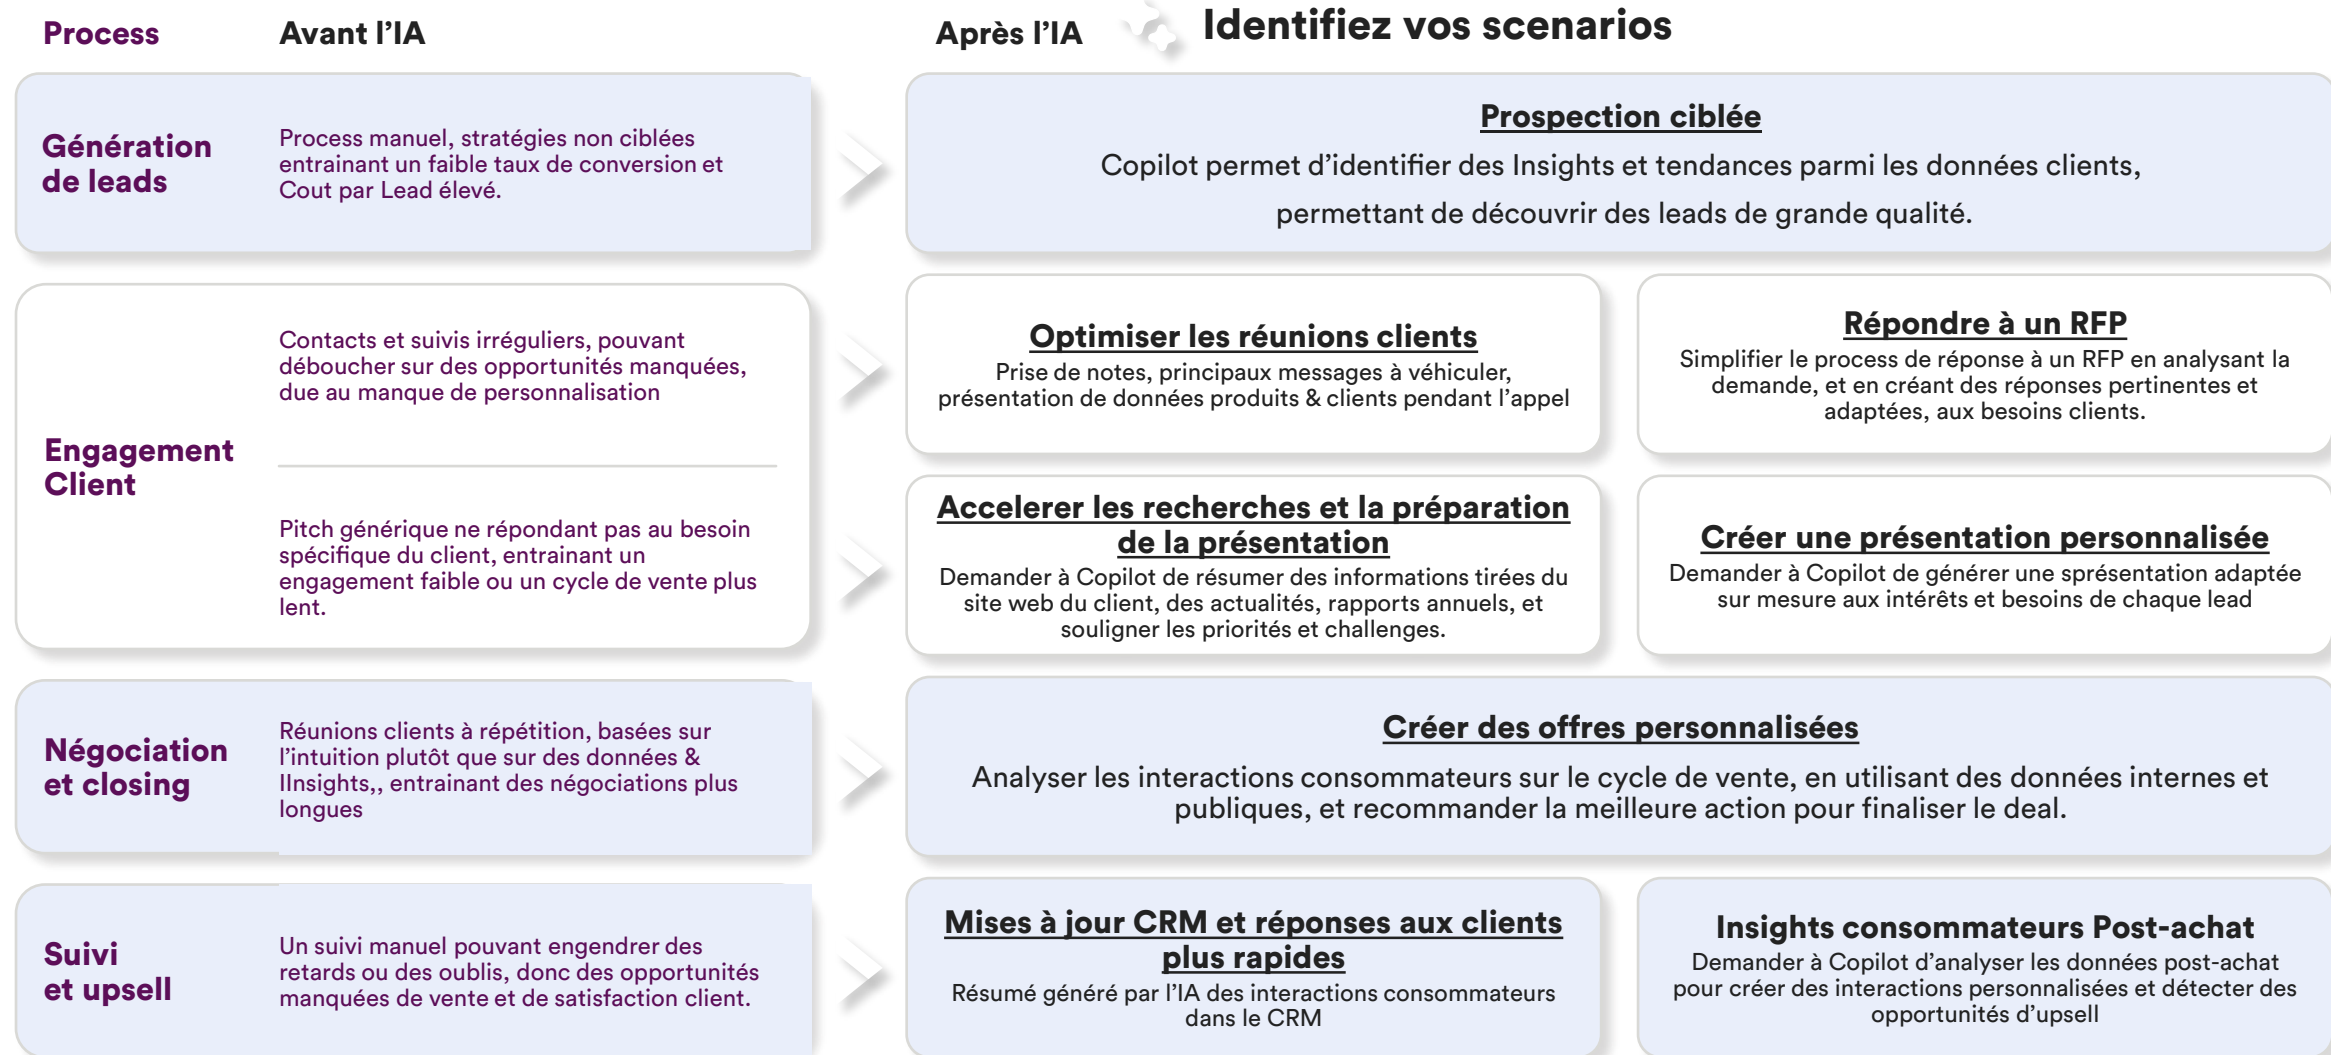 Process
Avant l'IA
Après l'IA
Identifiez vos scenarios
Génération
de leads
Process manuel, stratégies non ciblées
entrainant un faible taux de conversion et
Cout par Lead élevé.
Prospection ciblée
Copilot permet d'identifier des Insights et tendances parmi les données clients,
permettant de découvrir des leads de grande qualité.
Engagement
Client
Contacts et suivis irréguliers, pouvant
déboucher sur des opportunités manquées,
due au manque de personnalisation
Optimiser les réunions clients
Prise de notes, principaux messages à véhiculer,
présentation de données produits & clients pendant l'appel
Répondre à un RFP
Simplifier le process de réponse à un RFP en analysant la
demande, et en créant des réponses pertinentes et
adaptées, aux besoins clients.
Pitch générique ne répondant pas au besoin
spécifique du client, entrainant un
engagement faible ou un cycle de vente plus
lent.
Accelerer les recherches et la préparation
de la présentation
Demander à Copilot de résumer des informations tirées du
site web du client, des actualités, rapports annuels, et
souligner les priorités et challenges.
Créer une présentation personnalisée
Demander à Copilot de générer une sprésentation adaptée
sur mesure aux intérêts et besoins de chaque lead
Négociation
et closing
Réunions clients à répétition, basées sur
l'intuition plutôt que sur des données &
IInsights,, entrainant des négociations plus
longues
Créer des offres personnalisées
Analyser les interactions consommateurs sur le cycle de vente, en utilisant des données internes et
publiques, et recommander la meilleure action pour finaliser le deal.
Suivi
et upsell
Un suivi manuel pouvant engendrer des
retards ou des oublis, donc des opportunités
manquées de vente et de satisfaction client.
Mises à jour CRM et réponses aux clients
plus rapides
Résumé généré par l'IA des interactions consommateurs
dans le CRM
Insights consommateurs Post-achat
Demander à Copilot d'analyser les données post-achat
pour créer des interactions personnalisées et détecter des
opportunités d'upsell